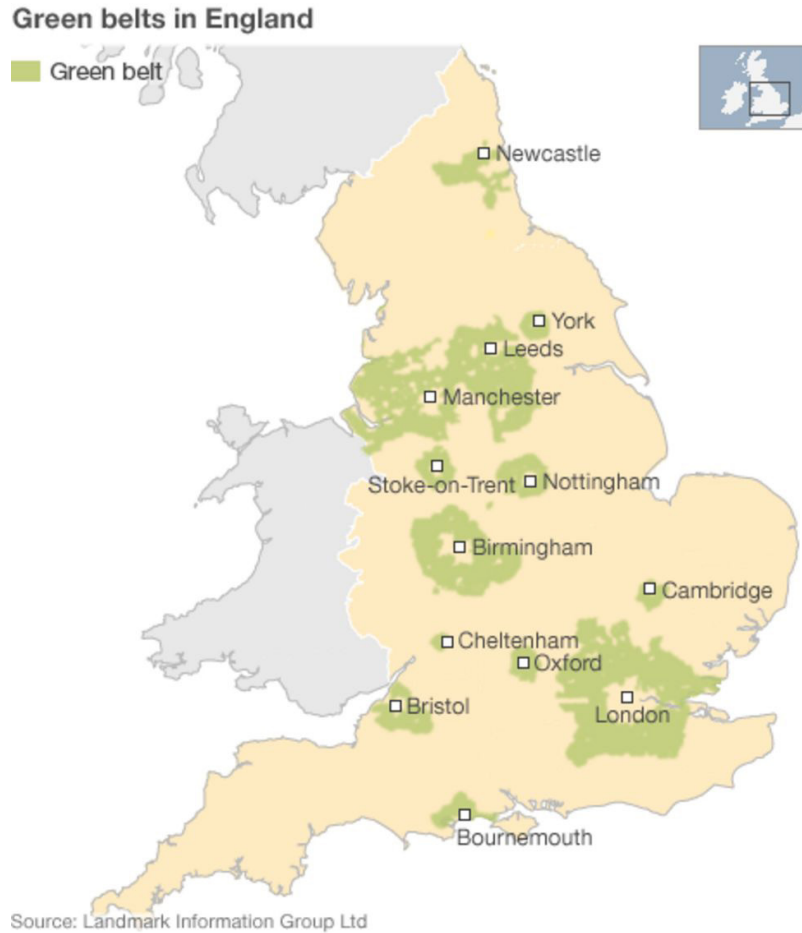 Green belts in England
Green belt
Newcastle
York
Leeds
Manchester
Stoke-on-Trent
Nottingham
Birmingham
Cambridge
Cheltenham
Oxford
Bristol
London
Bournemouth
Source: Landmark Information Group Ltd